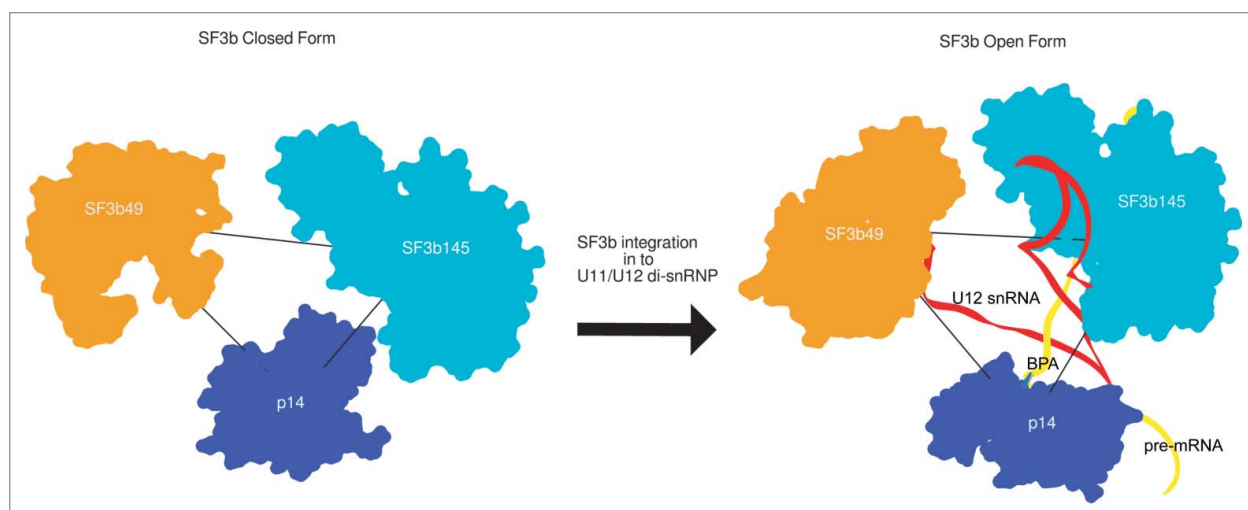 SF3b Closed Form
SF3b49
SF3b145
p14
SF3b integration
in to
U11/U12 di-snRNP
SF3b Open Form
SF3b49
SF3b145
U12 snRNA
BPA
p14
pre-mRNA